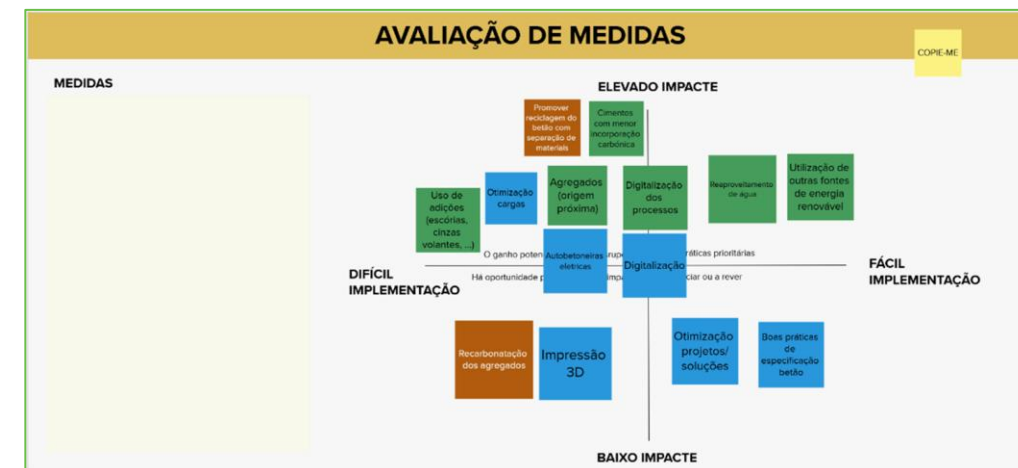 AVALIAÇÃO DE MEDIDAS
COPIE-ME
MEDIDAS
ELEVADO IMPACTE
Promover
reciclagem do
betão com
separação de
materiais
Cimentos
com menor
incorporação
carbónica
Uso de
adições
(escórias,
cinzas
volantes, ...)
Otimização
cargas
Agregados
(origem
próxima)
Digitalização
dos
processos
Reaproveitamento
de água
Utilização de
outras fontes
de energia
renovável
O ganho poten
Autobetoneiras
eletricas
Digitalização
prioritárias
DIFÍCIL
IMPLEMENTAÇÃO
Há oportunidade p
ou a rever
FÁCIL
IMPLEMENTAÇÃO
Recarbonatação
dos agregados
Impressão
3D
Otimização
projetos/
soluções
Boas práticas
de
especificação
betão
BAIXO IMPACTE